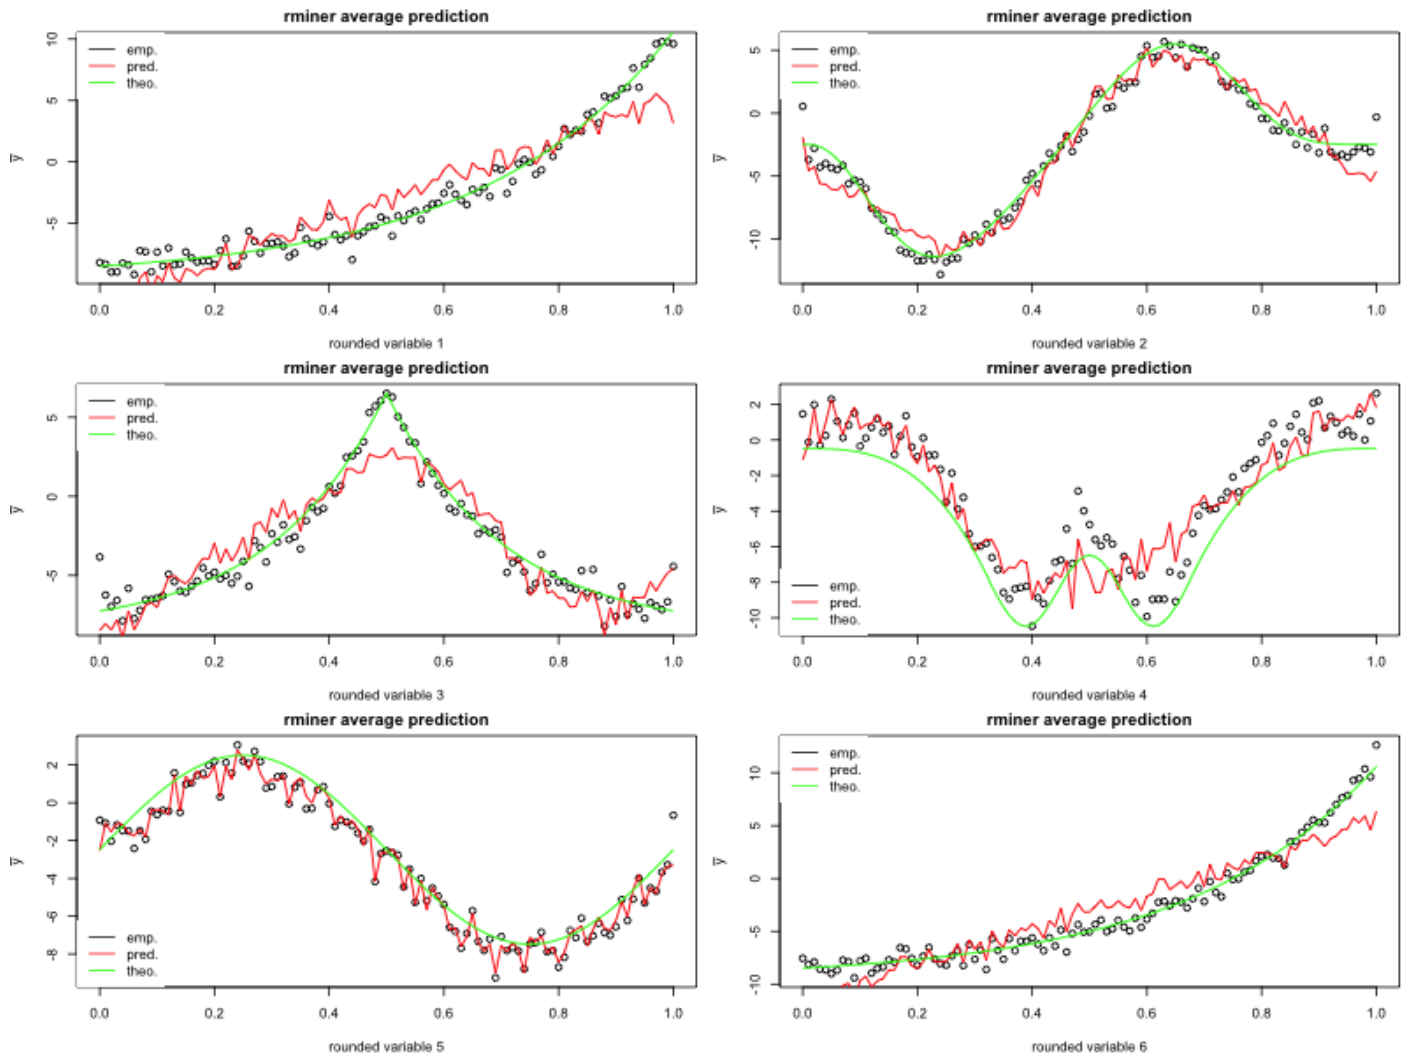 rminer average prediction
emp.
pred.
theo.
10
5
0
-5
y
0.0 0.2 0.4 0.6 0.8 1.0
rounded variable 1
rminer average prediction
emp.
pred.
theo.
5
0
-5
-10
y
0.0 0.2 0.4 0.6 0.8 1.0
rounded variable 2
rminer average prediction
emp.
pred.
theo.
5
0
-5
y
0.0 0.2 0.4 0.6 0.8 1.0
rounded variable 3
rminer average prediction
2
0
-2
-4
-6
-8
-10
y
emp.
pred.
theo.
0.0 0.2 0.4 0.6 0.8 1.0
rounded variable 4
rminer average prediction
2
0
-2
-4
-6
-8
y
emp.
pred.
theo.
0.0 0.2 0.4 0.6 0.8 1.0
rounded variable 5
rminer average prediction
emp.
pred.
theo.
10
5
0
-5
-10
y
0.0 0.2 0.4 0.6 0.8 1.0
rounded variable 6